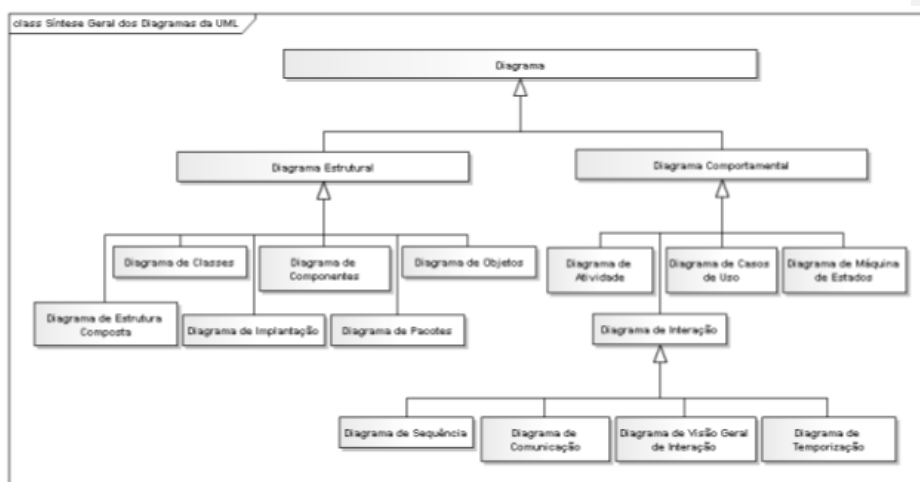 class Síntese Geral dos Diagramas da UML
Diagrama
Diagrama Estrutural
Diagrama Comportamental
Diagrama de Classes
Diagrama de
Componentes
Diagrama de Objetos
Diagrama de Estrutura
Composta
Diagrama de Implantação
Diagrama de Pacotes
Diagrama de
Atividade
Diagrama de Casos
de Uso
Diagrama de Máquina
de Estados
Diagrama de Interação
Diagrama de Sequência
Diagrama de
Comunicação
Diagrama de Visão Geral
de Interação
Diagrama de
Temporização